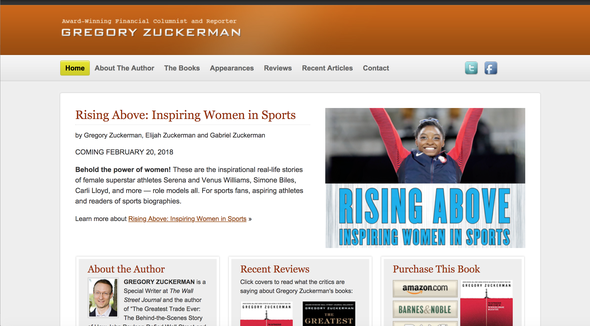 Award-Winning Financial Columnist and Reporter
GREGORY ZUCKERMAN
Home About The Author The Books Appearances Reviews Recent Articles Contact
Rising Above: Inspiring Women in Sports
by Gregory Zuckerman, Elijah Zuckerman and Gabriel Zuckerman
COMING FEBRUARY 20, 2018
Behold the power of women! These are the inspirational real-life stories
of female superstar athletes Serena and Venus Williams, Simone Biles,
Carli Lloyd, and more — role models all. For sports fans, aspiring athletes
and readers of sports biographies.
Learn more about Rising Above: Inspiring Women in Sports »
RISING ABOVE
INSPIRING WOMEN IN SPORTS
About the Author
GREGORY ZUCKERMAN is a
Special Writer at The Wall
Street Journal and the author
of "The Greatest Trade Ever:
The Behind-the-Scenes Story
Recent Reviews
Click covers to read what the critics are
saying about Gregory Zuckerman's books:
GREGORY ZUCKERMAN
THE
GREATEST
Purchase This Book
amazon.com
BARNES&NOBLE
GREGORY ZUCKERMAN